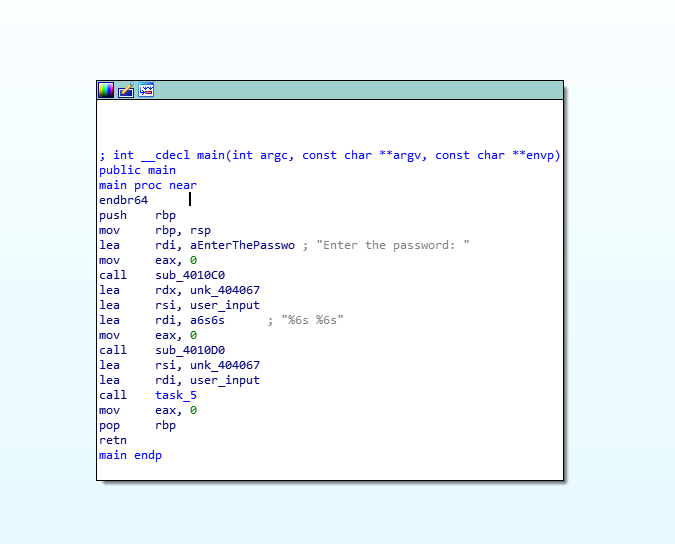 ; int __cdecl main(int argc, const char **argv, const char **envp)
public main
main proc near
endbr64
push    rbp
mov     rbp, rsp
lea     rdi, aEnterThePasswo ; "Enter the password: "
mov     eax, 0
call    sub_4010C0
lea     rdx, unk_404067
lea     rsi, user_input
lea     rdi, a6s6s      ; "%6s %6s"
mov     eax, 0
call    sub_4010D0
lea     rsi, unk_404067
lea     rdi, user_input
call    task_5
mov     eax, 0
pop     rbp
retn
main endp